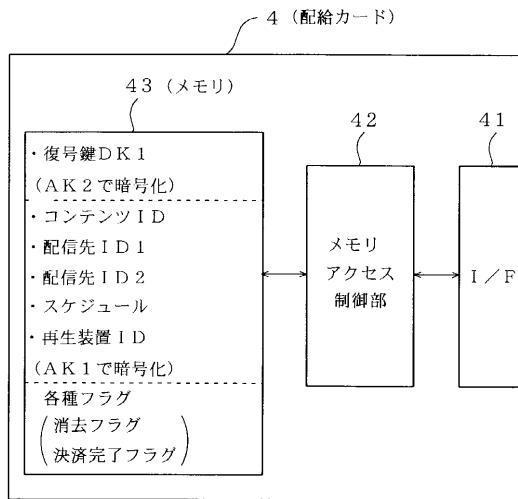 4（配給カード）
43（メモリ）
42
41
・復号鍵DK1
（AK2で暗号化）
・コンテンツID
・配信先ID1
・配信先ID2
・スケジュール
・再生装置ID
（AK1で暗号化）
各種フラグ
消去フラグ
決済完了フラグ
メモリ
アクセス
制御部
I／F